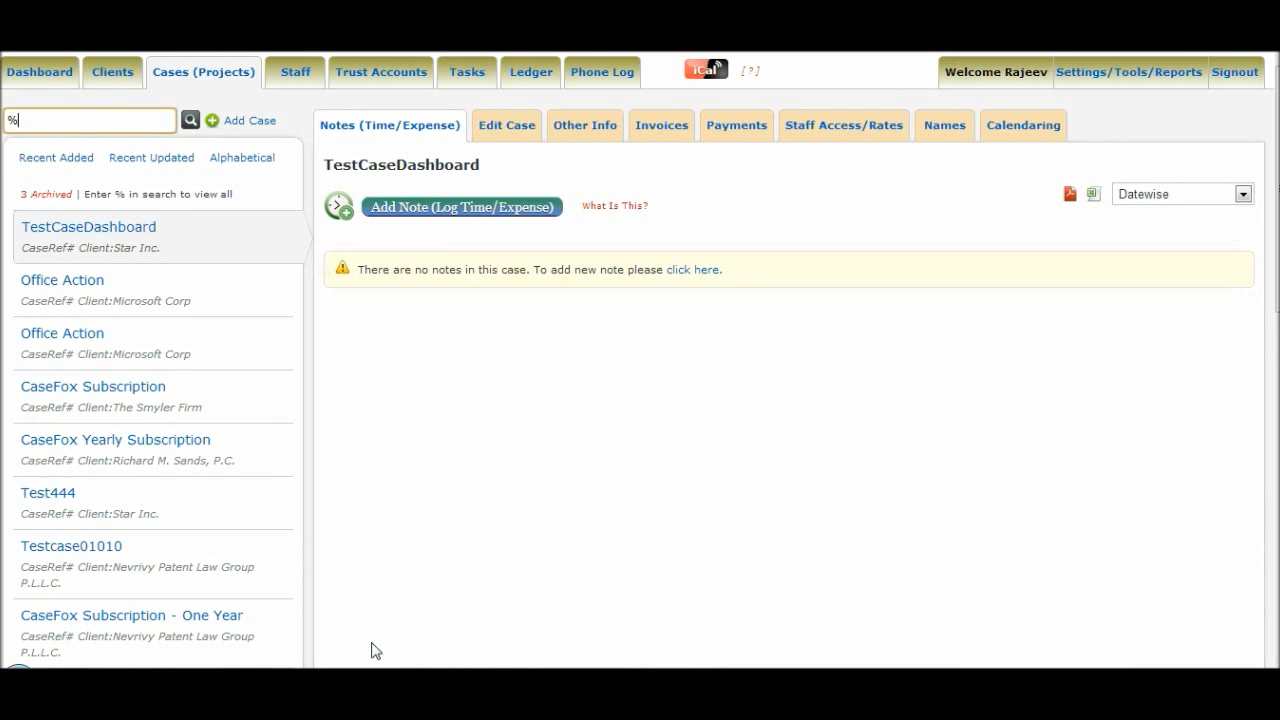 Dashboard Clients Cases (Projects) Staff Trust Accounts Tasks Ledger Phone Log iCal [?] Welcome Rajeev Settings/Tools/Reports Signout
% Add Case
Recent Added Recent Updated Alphabetical
3 Archived | Enter % in search to view all
TestCaseDashboard
CaseRef# Client:Star Inc.
Office Action
CaseRef# Client:Microsoft Corp
Office Action
CaseRef# Client:Microsoft Corp
CaseFox Subscription
CaseRef# Client:The Smyler Firm
CaseFox Yearly Subscription
CaseRef# Client:Richard M. Sands, P.C.
Test444
CaseRef# Client:Star Inc.
Testcase01010
CaseRef# Client:Nevrivy Patent Law Group
P.L.L.C.
CaseFox Subscription - One Year
CaseRef# Client:Nevrivy Patent Law Group
P.L.L.C.
Notes (Time/Expense) Edit Case Other Info Invoices Payments Staff Access/Rates Names Calendaring
TestCaseDashboard
Add Note (Log Time/Expense) What Is This? Datewise
There are no notes in this case. To add new note please click here.